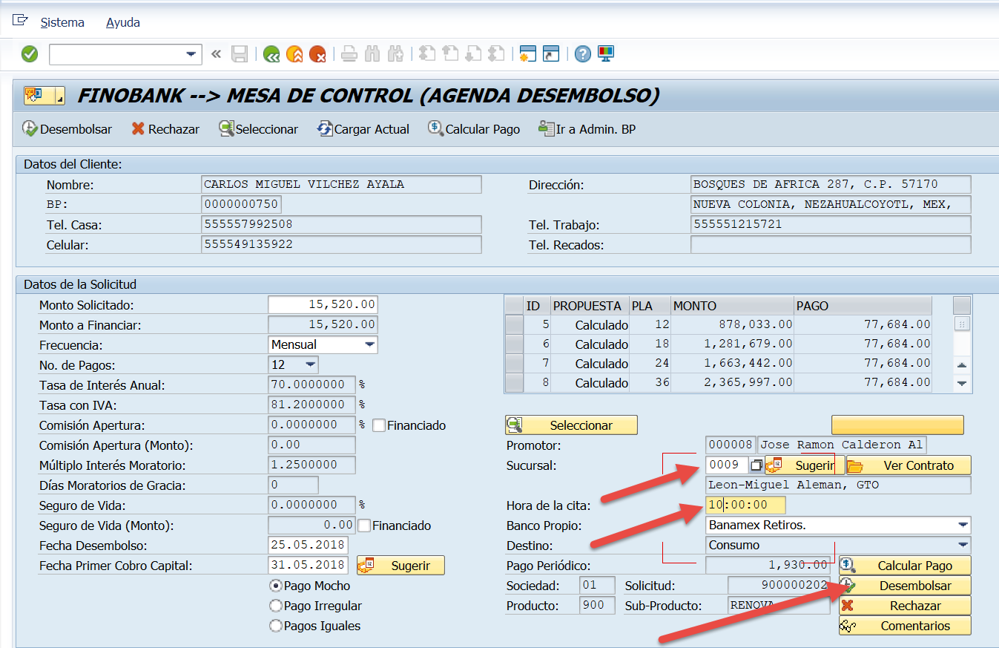 Sistema Ayuda
FINOBANK --> MESA DE CONTROL (AGENDA DESEMBOLSO)
Desembolsar Rechazar Seleccionar Cargar Actual Calcular Pago Ir a Admin. BP
Datos del Cliente:
Nombre: CARLOS MIGUEL VILCHEZ AYALA Dirección: BOSQUES DE AFRICA 287, C.P. 57170
BP: 0000000750 NUEVA COLONIA, NEZAHUALCOYOTL, MEX,
Tel. Casa: 555557992508 Tel. Trabajo: 555551215721
Celular: 555549135922 Tel. Recados:
Datos de la Solicitud
Monto Solicitado: 15,520.00
Monto a Financiar: 15,520.00
Frecuencia: Mensual
No. de Pagos: 12
Tasa de Interés Anual: 70.0000000 %
Tasa con IVA: 81.2000000 %
Comisión Apertura: 0.0000000 % Financiado
Comisión Apertura (Monto): 0.00
Múltiplo Interés Moratorio: 1.2500000
Días Moratorios de Gracia: 0
Seguro de Vida: 0.0000000 %
Seguro de Vida (Monto): 0.00 Financiado
Fecha Desembolso: 25.05.2018
Fecha Primer Cobro Capital: 31.05.2018 Sugerir
Pago Mocho
Pago Irregular
Pagos Iguales
ID PROPUESTA PLA MONTO PAGO
5 Calculado 12 878,033.00 77,684.00
6 Calculado 18 1,281,679.00 77,684.00
7 Calculado 24 1,663,442.00 77,684.00
8 Calculado 36 2,365,997.00 77,684.00
Seleccionar
Promotor: 000008 Jose Ramon Calderon Al
Sucursal: 0009 Sugerir Ver Contrato
Leon-Miguel Aleman, GTO
Hora de la cita: 10:00:00
Banco Propio: Banamex Retiros.
Destino: Consumo
Pago Periódico: 1,930.00 Calcular Pago
Sociedad: 01 Solicitud: 900000202 Desembolsar
Producto: 900 Sub-Producto: RENOVA Rechazar
Comentarios